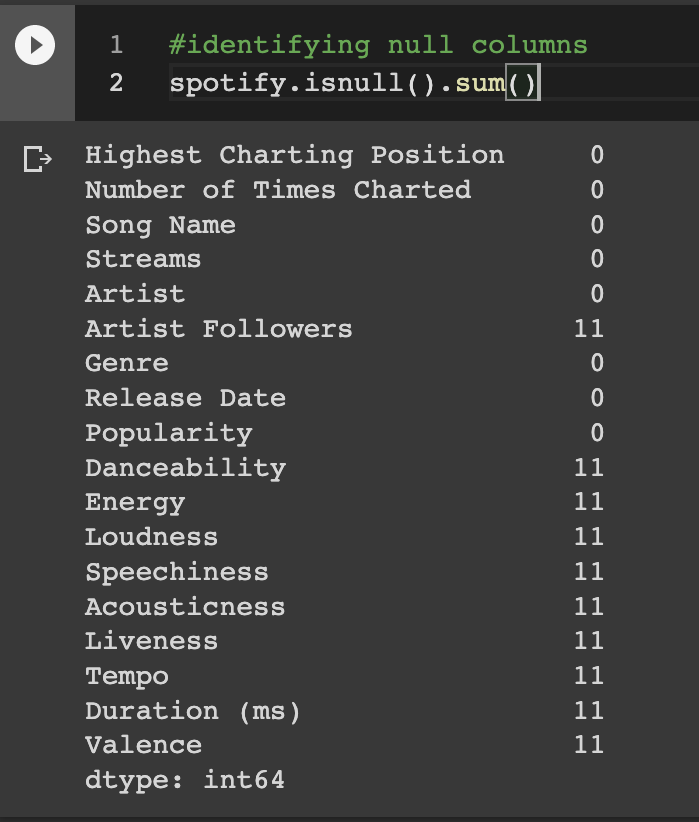 1 #identifying null columns
2 spotify.isnull().sum()
Highest Charting Position 0
Number of Times Charted 0
Song Name 0
Streams 0
Artist 0
Artist Followers 11
Genre 0
Release Date 0
Popularity 0
Danceability 11
Energy 11
Loudness 11
Speechiness 11
Acousticness 11
Liveness 11
Tempo 11
Duration (ms) 11
Valence 11
dtype: int64